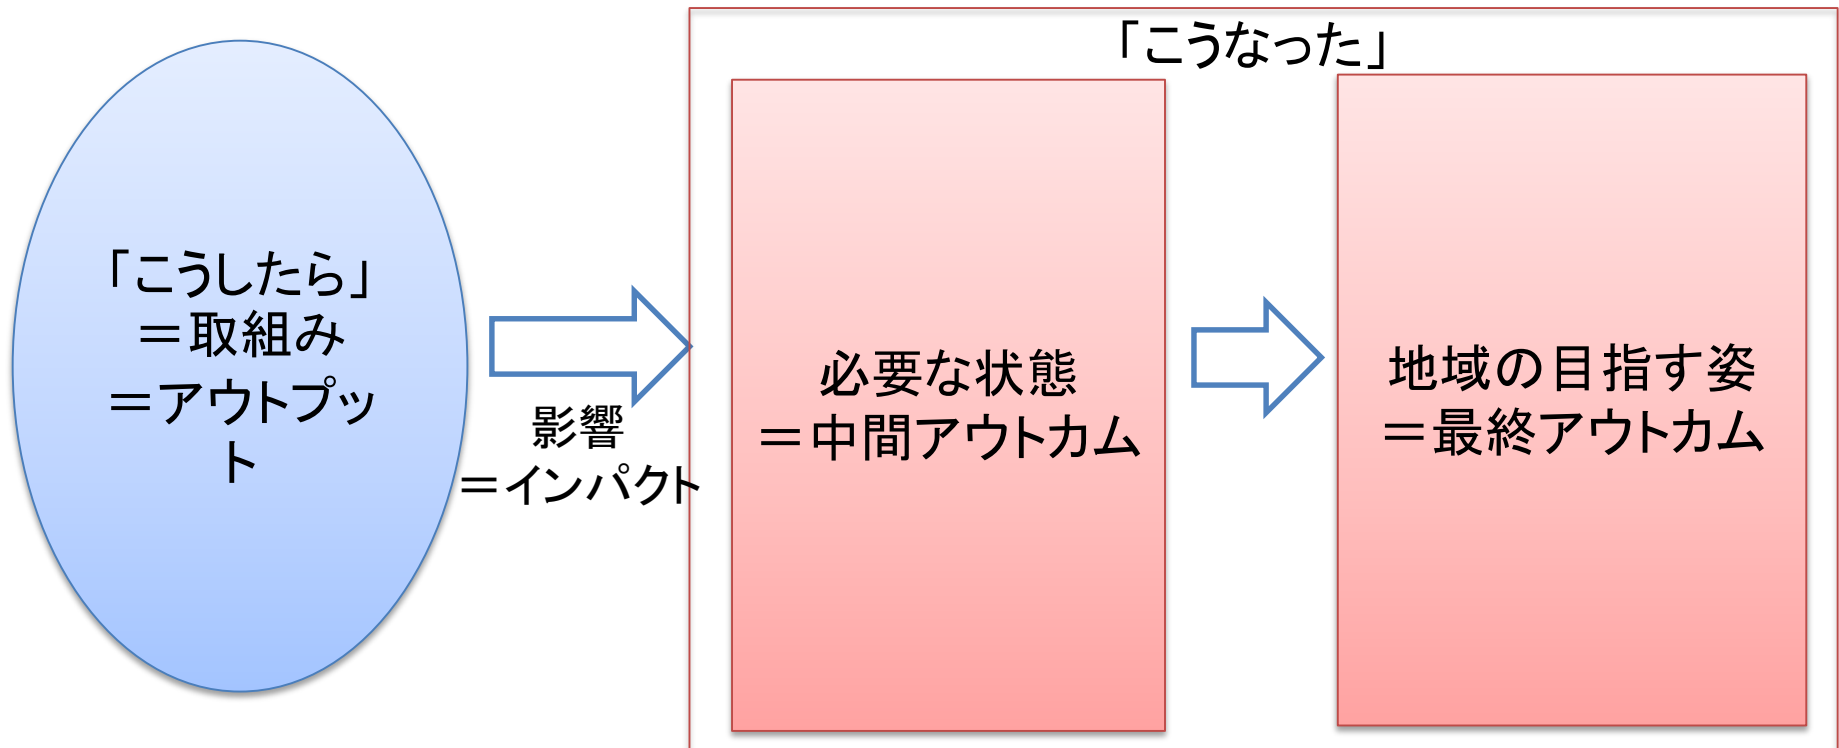 「こうなった」
「こうしたら」
＝取組み
＝アウトプッ
ト
影響
＝インパクト
必要な状態
＝中間アウトカム
地域の目指す姿
＝最終アウトカム